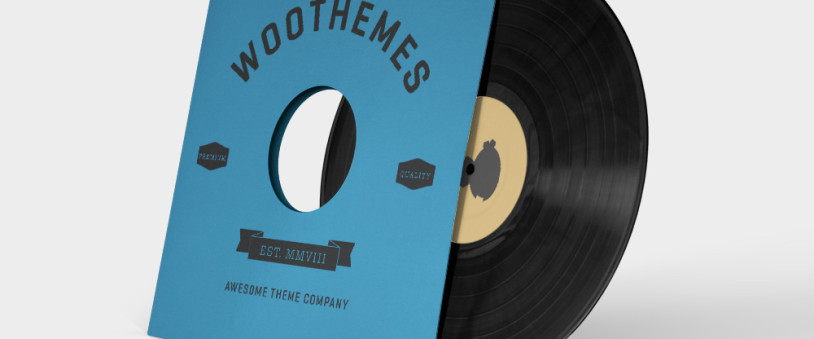 WOOTHEMES
PREMIUM
QUALITY
EST. MMVIII
AWESOME THEME COMPANY